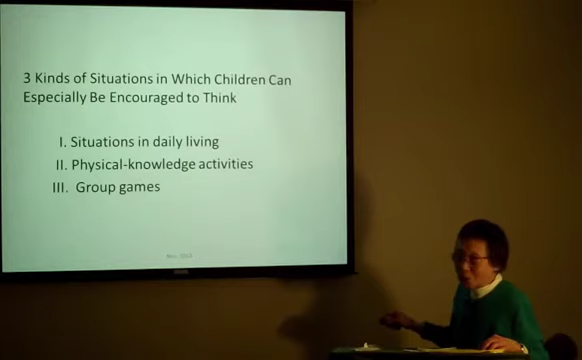 3 Kinds of Situations in Which Children Can
Especially Be Encouraged to Think
I. Situations in daily living
II. Physical-knowledge activities
III. Group games